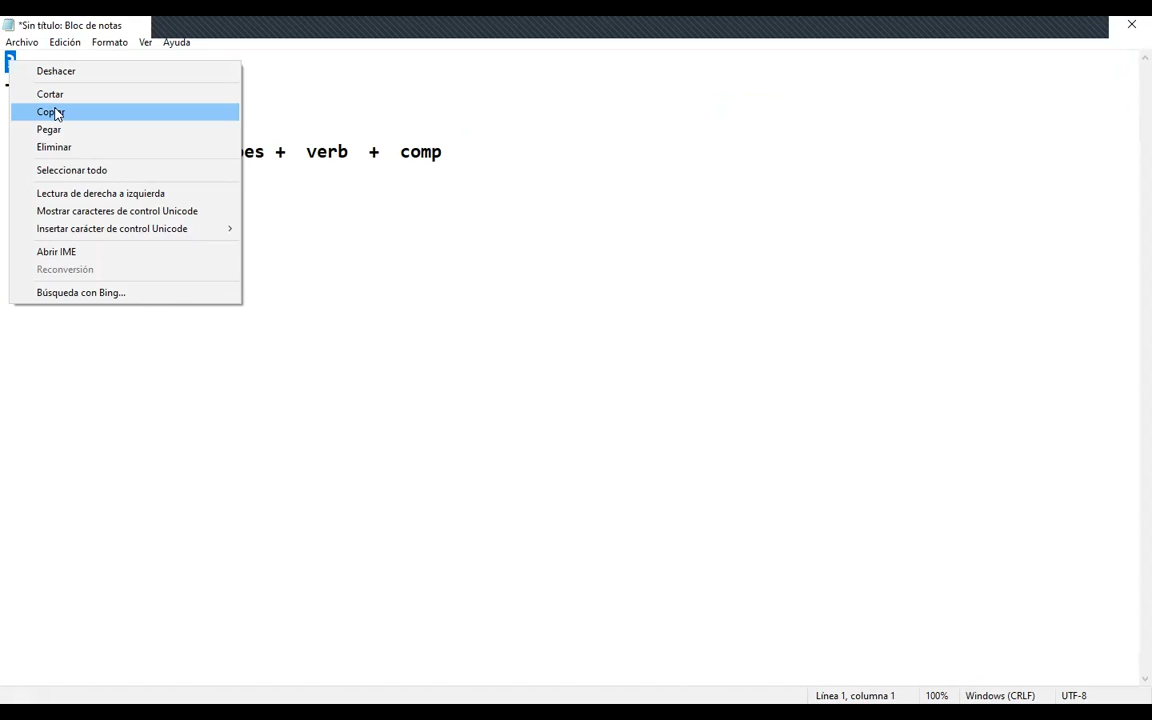 *Sin título: Bloc de notas
Archivo Edición Formato Ver Ayuda
?
Deshacer
Cortar
Copiar
Pegar
Eliminar
+ verb + comp
Seleccionar todo
Lectura de derecha a izquierda
Mostrar caracteres de control Unicode
Insertar carácter de control Unicode
Abrir IME
Reconversión
Búsqueda con Bing...
Línea 1, columna 1 100% Windows (CRLF) UTF-8